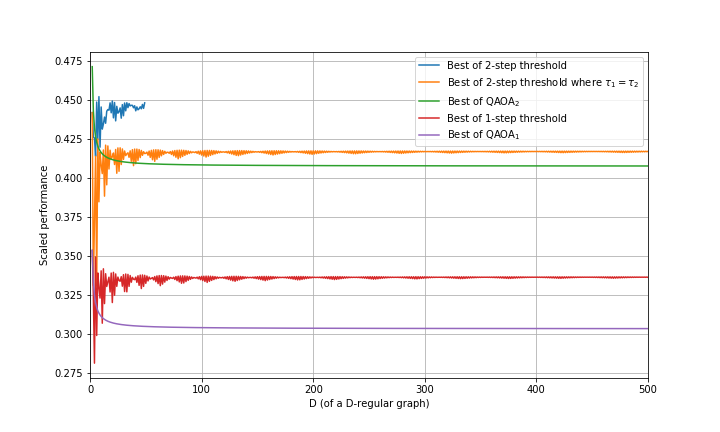 0.475
0.450
0.425
0.400
0.375
0.350
0.325
0.300
0.275
Scaled performance
0
100
200
300
400
500
D (of a D-regular graph)
Best of 2-step threshold
Best of 2-step threshold where τ₁ = τ₂
Best of QAOA₂
Best of 1-step threshold
Best of QAOA₁